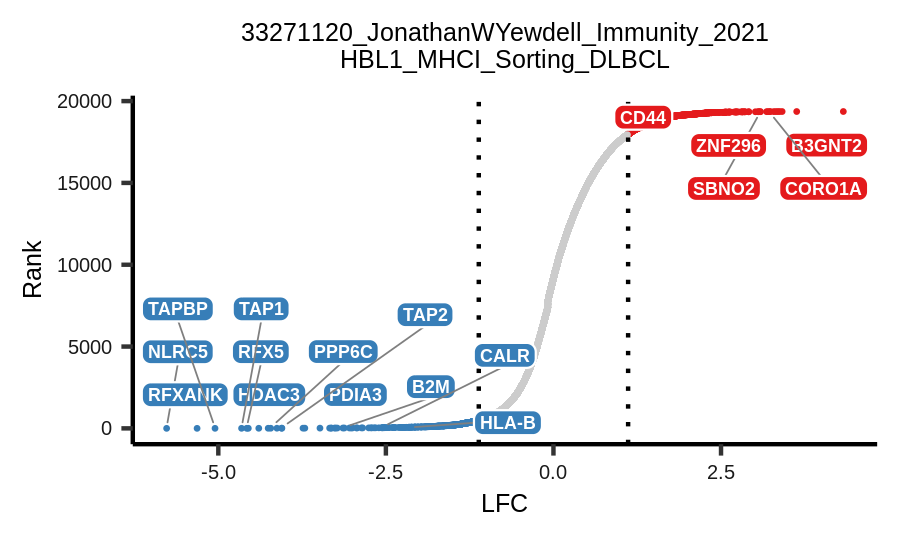 33271120_JonathanWYewdell_Immunity_2021
HBL1_MHCI_Sorting_DLBCL
Rank
20000
15000
10000
5000
0
CD44
ZNF296
B3GNT2
SBNO2
CORO1A
TAPBP
TAP1
TAP2
NLRC5
RFX5
PPP6C
CALR
RFXANK
HDAC3
PDIA3
B2M
HLA-B
-5.0
-2.5
0.0
2.5
LFC